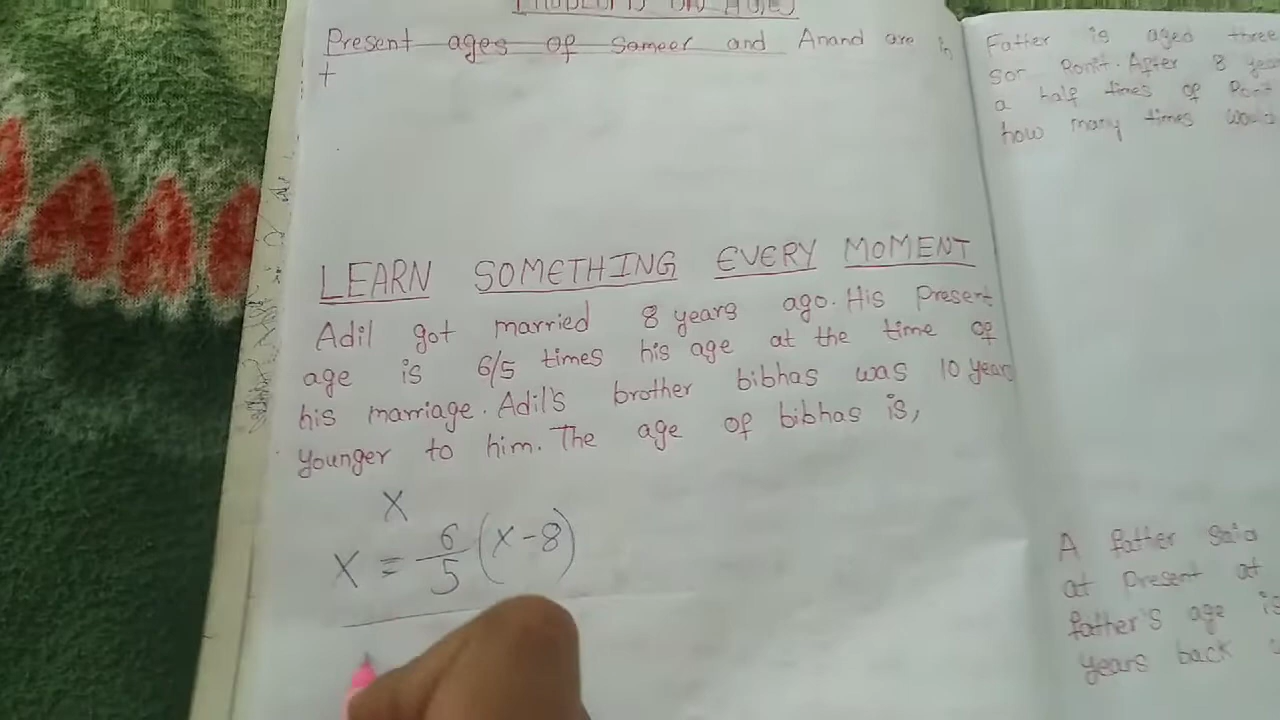 PROBLEMS ON AGES
Present ages of Sameer and Anand are in
LEARN SOMETHING EVERY MOMENT
Adil got married 8 years ago. His Present
age is 6/5 times his age at the time of
his marriage. Adil's brother bibhas was 10 years
younger to him. The age of bibhas is,
X
X = 6/5 (X-8)
Father is aged three
son Ronit. After 8 years
a half times of Ronit
how many times would
A father said
at present at
father's age is
years back